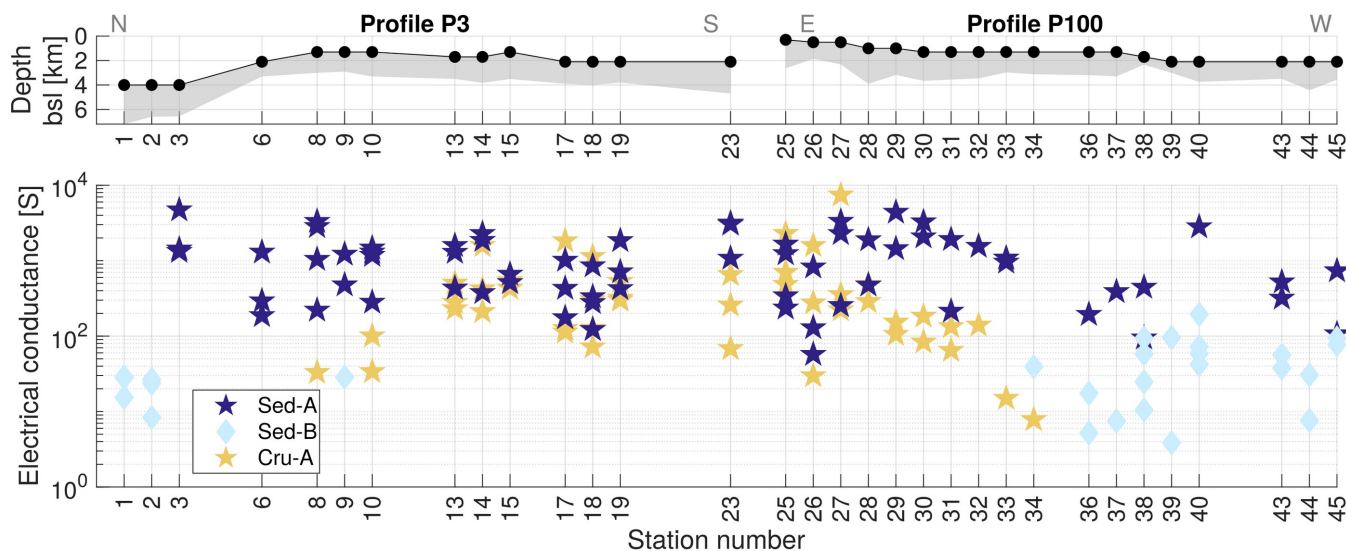 N Profile P3 S E Profile P100 W
Depth
bsl [km]
0
2
4
6
1 2 3 6 8 9 10 13 14 15 17 18 19 23 25 26 27 28 29 30 31 32 33 34 36 37 38 39 40 43 44 45
Electrical conductance [S]
10^4
10^2
10^0
Sed-A
Sed-B
Cru-A
1 2 3 6 8 9 10 13 14 15 17 18 19 23 25 26 27 28 29 30 31 32 33 34 36 37 38 39 40 43 44 45
Station number